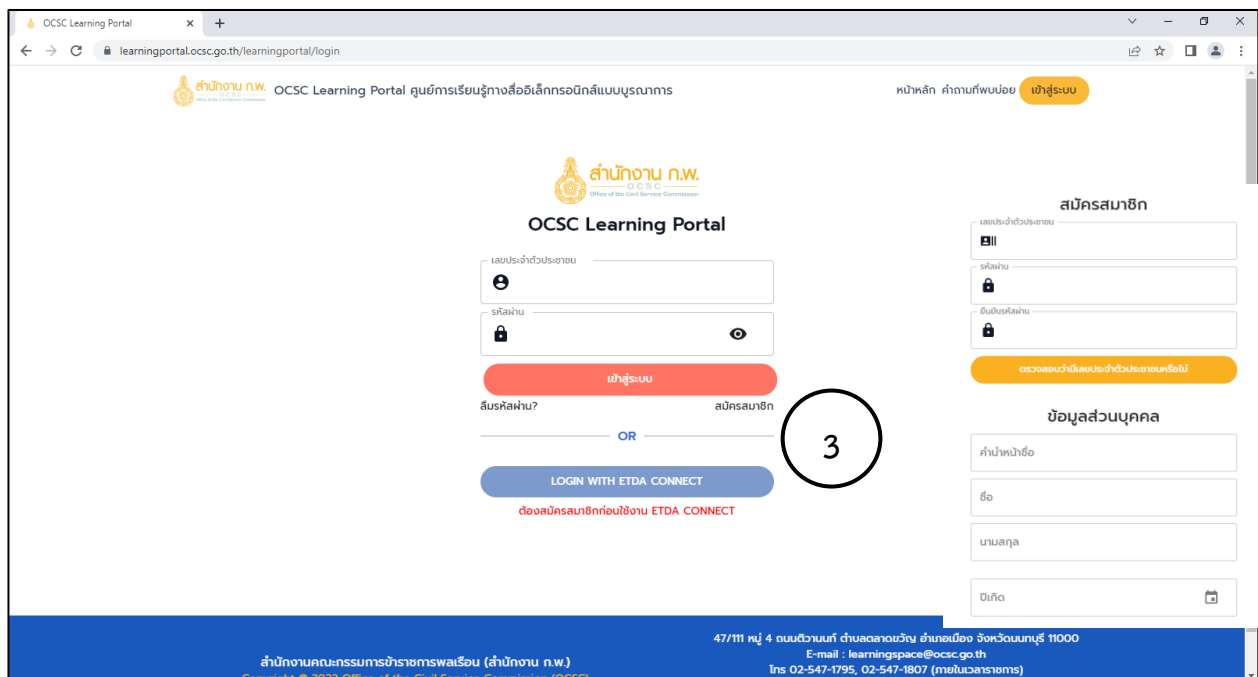 OCSC Learning Portal
learningportal.ocsc.go.th/learningportal/login
สำนักงาน ก.พ.
OCSC
Office of the Civil Service Commission
OCSC Learning Portal ศูนย์การเรียนรู้ทางสื่ออิเล็กทรอนิกส์แบบบูรณาการ
หน้าหลัก คำถามที่พบบ่อย เข้าสู่ระบบ
สำนักงาน ก.พ.
OCSC
Office of the Civil Service Commission
OCSC Learning Portal
เลขประจำตัวประชาชน
รหัสผ่าน
เข้าสู่ระบบ
ลืมรหัสผ่าน? สมัครสมาชิก
OR
LOGIN WITH ETDA CONNECT
ต้องสมัครสมาชิกก่อนใช้งาน ETDA CONNECT
3
สมัครสมาชิก
เลขประจำตัวประชาชน
รหัสผ่าน
ยืนยันรหัสผ่าน
ตรวจสอบว่ามีเลขประจำตัวประชาชนหรือไม่
ข้อมูลส่วนบุคคล
คำนำหน้าชื่อ
ชื่อ
นามสกุล
ปีเกิด
สำนักงานคณะกรรมการข้าราชการพลเรือน (สำนักงาน ก.พ.)
Copyright © 2022 Office of the Civil Service Commission (OCSC)
47/111 หมู่ 4 ถนนติวานนท์ ตำบลตลาดขวัญ อำเภอเมือง จังหวัดนนทบุรี 11000
E-mail : learningspace@ocsc.go.th
โทร 02-547-1795, 02-547-1807 (ภายในเวลาราชการ)